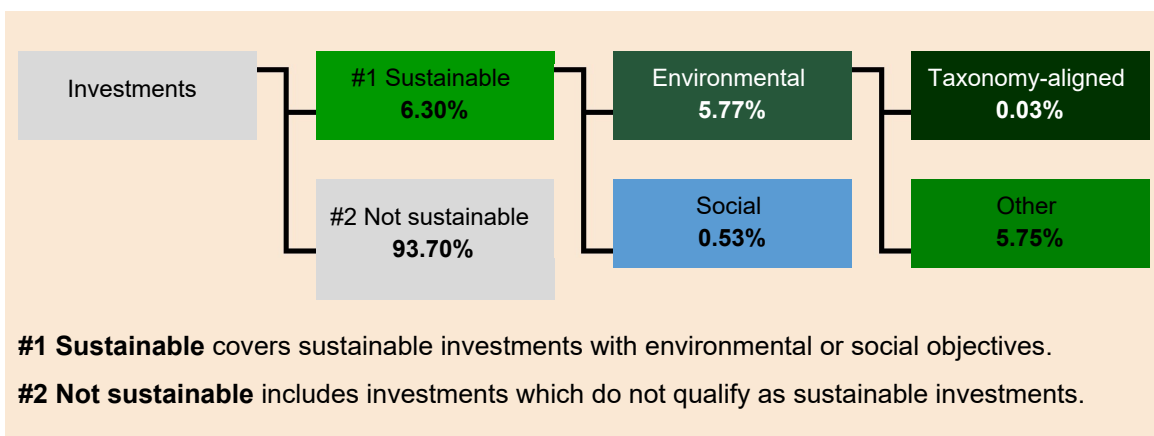 Investments
#1 Sustainable
6.30%
Environmental
5.77%
Taxonomy-aligned
0.03%
#2 Not sustainable
93.70%
Social
0.53%
Other
5.75%
#1 Sustainable covers sustainable investments with environmental or social objectives.
#2 Not sustainable includes investments which do not qualify as sustainable investments.